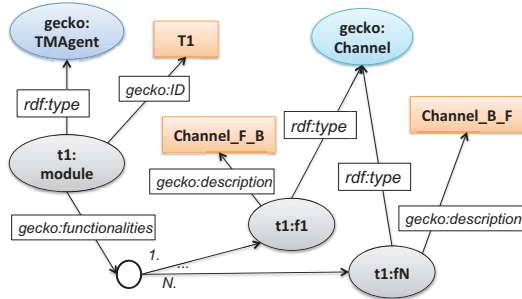 gecko:
TMAgent
T1
gecko:
Channel
rdf:type
gecko:ID
Channel_F_B
rdf:type
Channel_B_F
t1:
module
gecko:description
rdf:type
gecko:functionalities
t1:f1
gecko:description
1.
...
N.
t1:fN